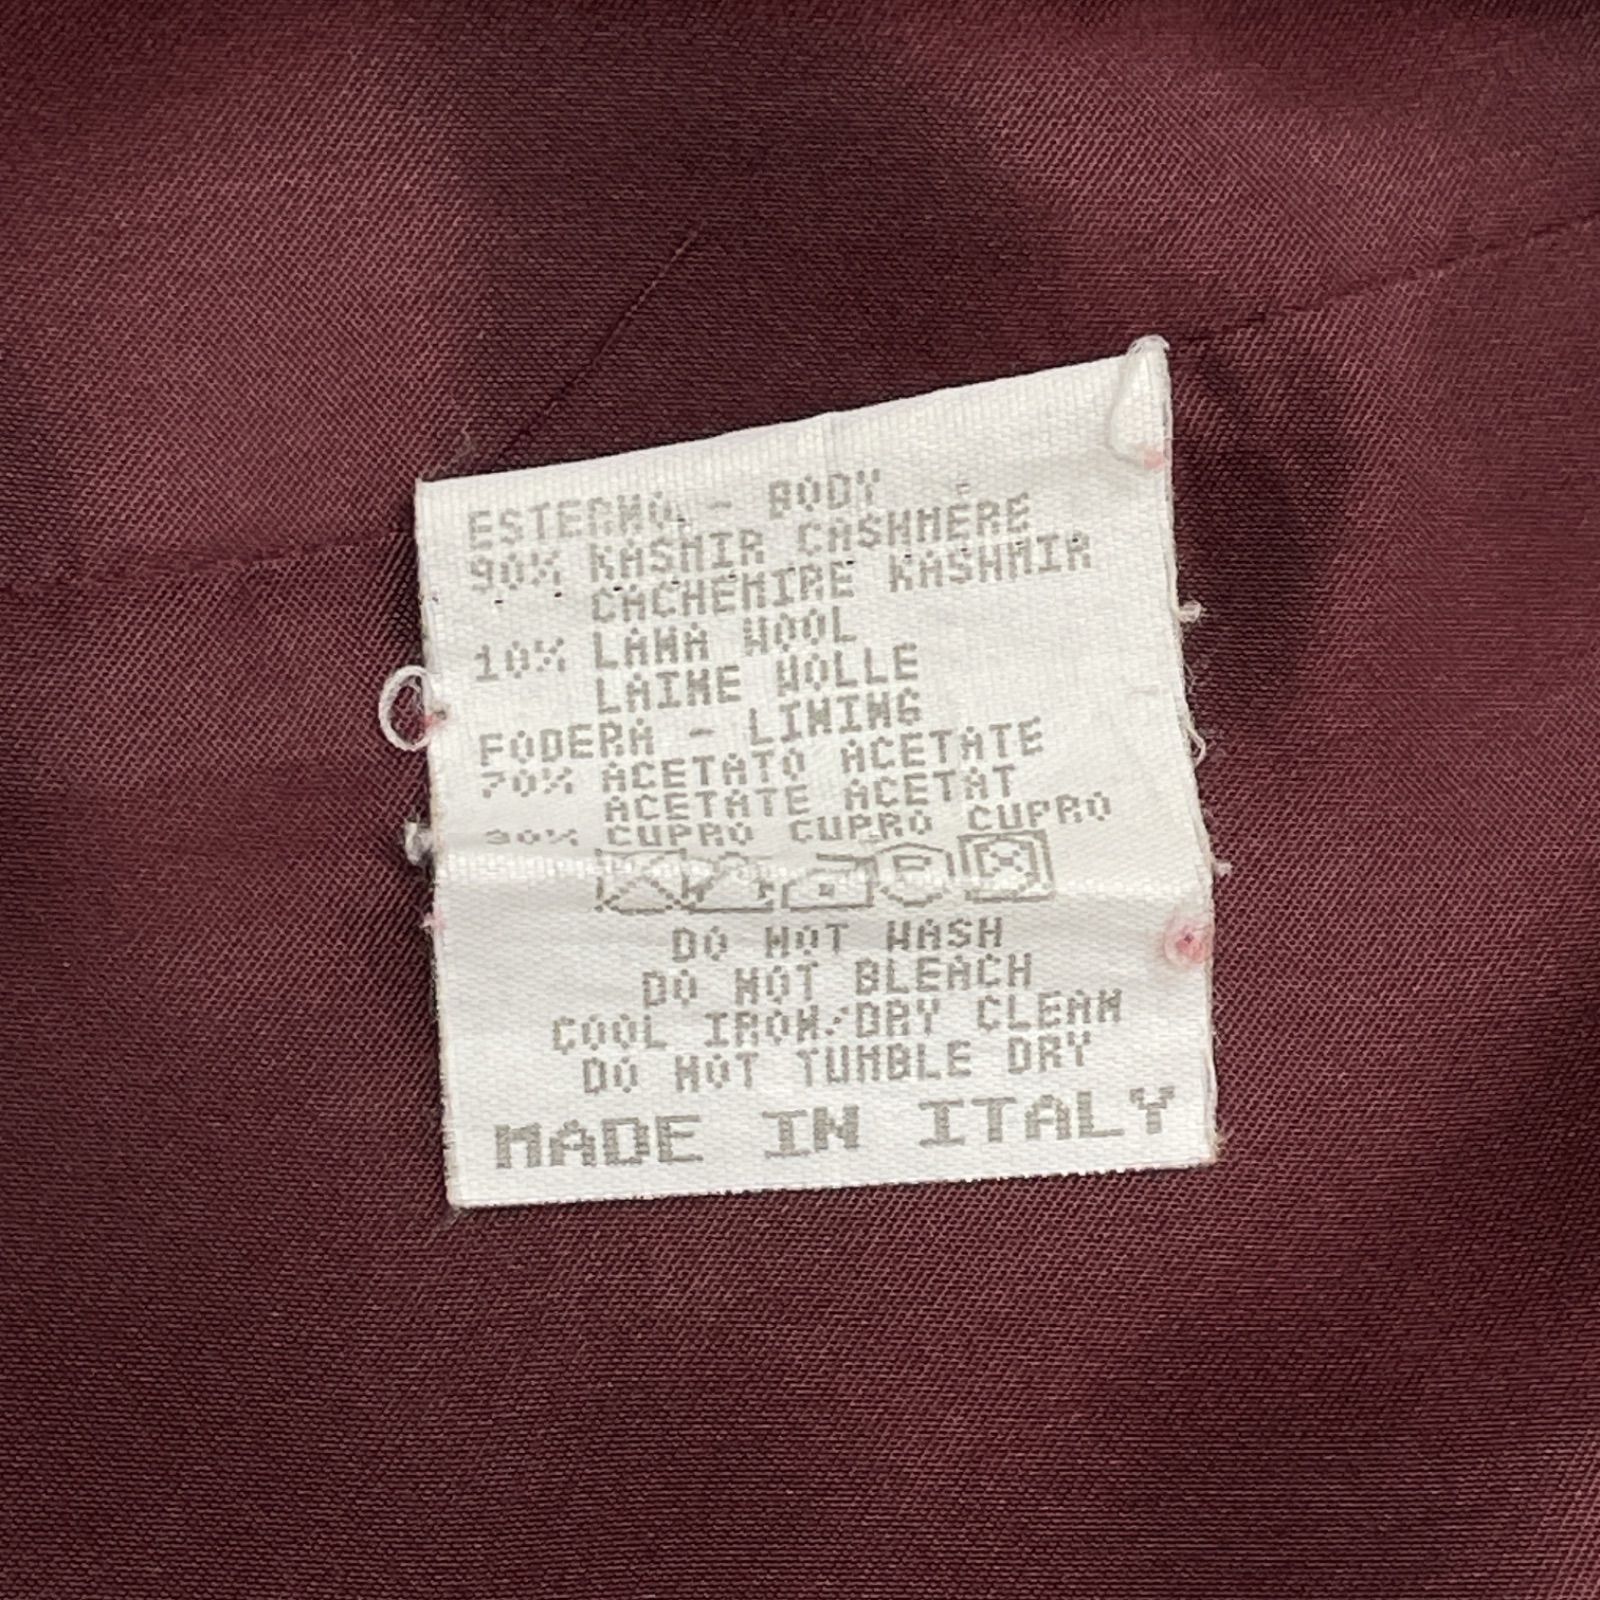 ESTERNO - BODY
90% KASMIR CASHMERE
CACHEMIRE KASHMIR
10% LANA WOOL
LAINE WOLLE
FODERA - LINING
70% ACETATO ACETATE
ACETATE ACETAT
30% CUPRO CUPRO CUPRO
DO NOT WASH
DO NOT BLEACH
COOL IRON/DRY CLEAN
DO NOT TUMBLE DRY
MADE IN ITALY